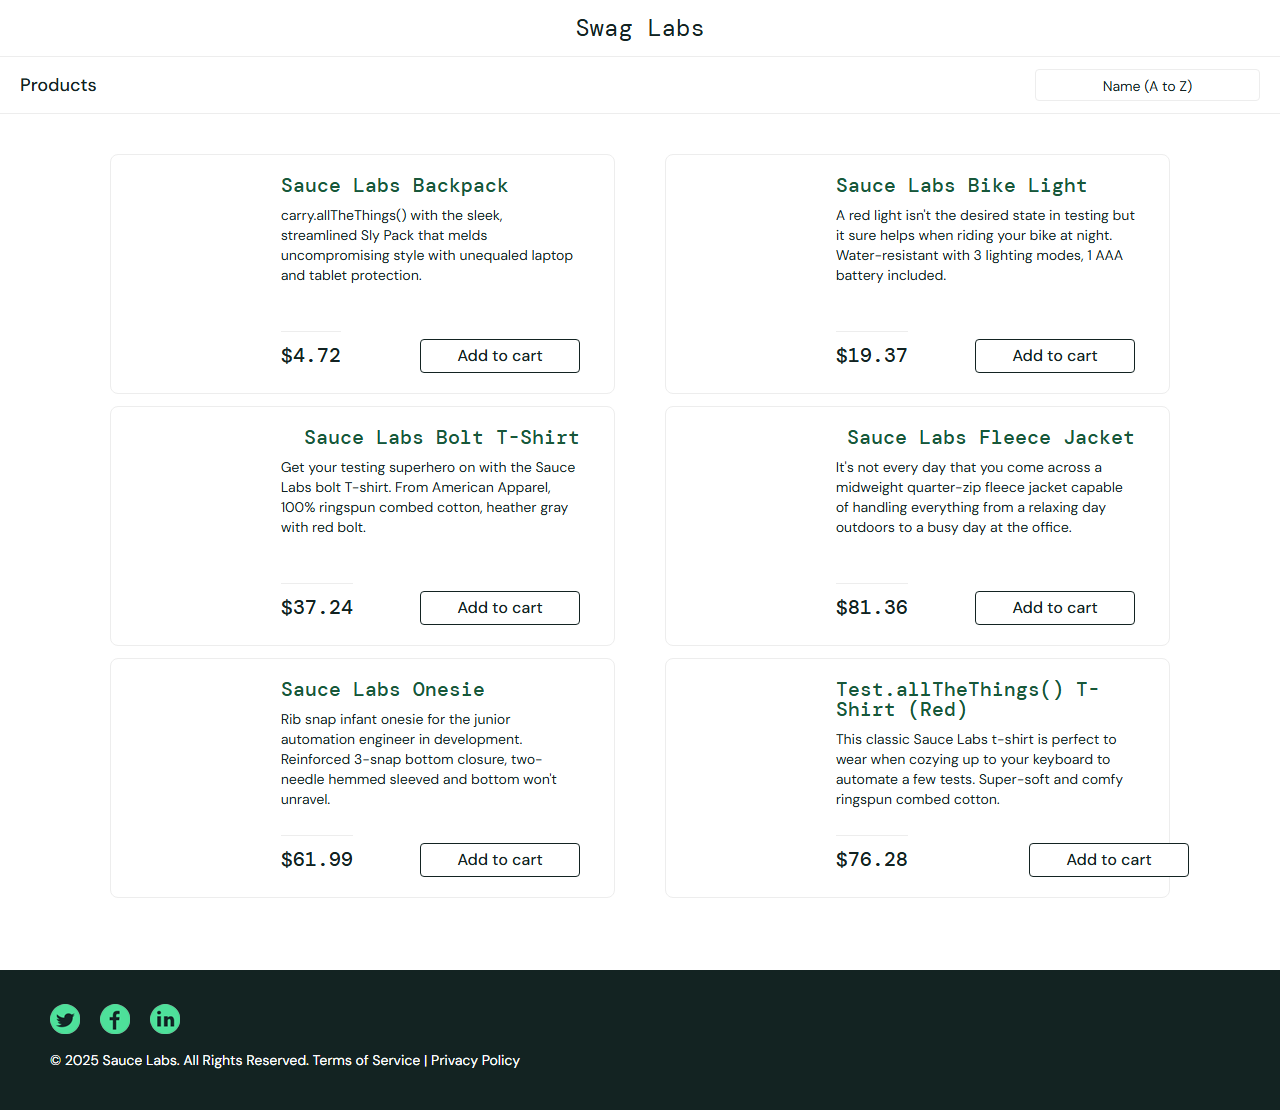 Swag Labs
Products
Name (A to Z)
Sauce Labs Backpack
carry.allTheThings() with the sleek,
streamlined Sly Pack that melds
uncompromising style with unequaled laptop
and tablet protection.
$4.72
Add to cart
Sauce Labs Bike Light
A red light isn't the desired state in testing but
it sure helps when riding your bike at night.
Water-resistant with 3 lighting modes, 1 AAA
battery included.
$19.37
Add to cart
Sauce Labs Bolt T-Shirt
Get your testing superhero on with the Sauce
Labs bolt T-shirt. From American Apparel,
100% ringspun combed cotton, heather gray
with red bolt.
$37.24
Add to cart
Sauce Labs Fleece Jacket
It's not every day that you come across a
midweight quarter-zip fleece jacket capable
of handling everything from a relaxing day
outdoors to a busy day at the office.
$81.36
Add to cart
Sauce Labs Onesie
Rib snap infant onesie for the junior
automation engineer in development.
Reinforced 3-snap bottom closure, two-
needle hemmed sleeved and bottom won't
unravel.
$61.99
Add to cart
Test.allTheThings() T-
Shirt (Red)
This classic Sauce Labs t-shirt is perfect to
wear when cozying up to your keyboard to
automate a few tests. Super-soft and comfy
ringspun combed cotton.
$76.28
Add to cart
© 2025 Sauce Labs. All Rights Reserved. Terms of Service | Privacy Policy